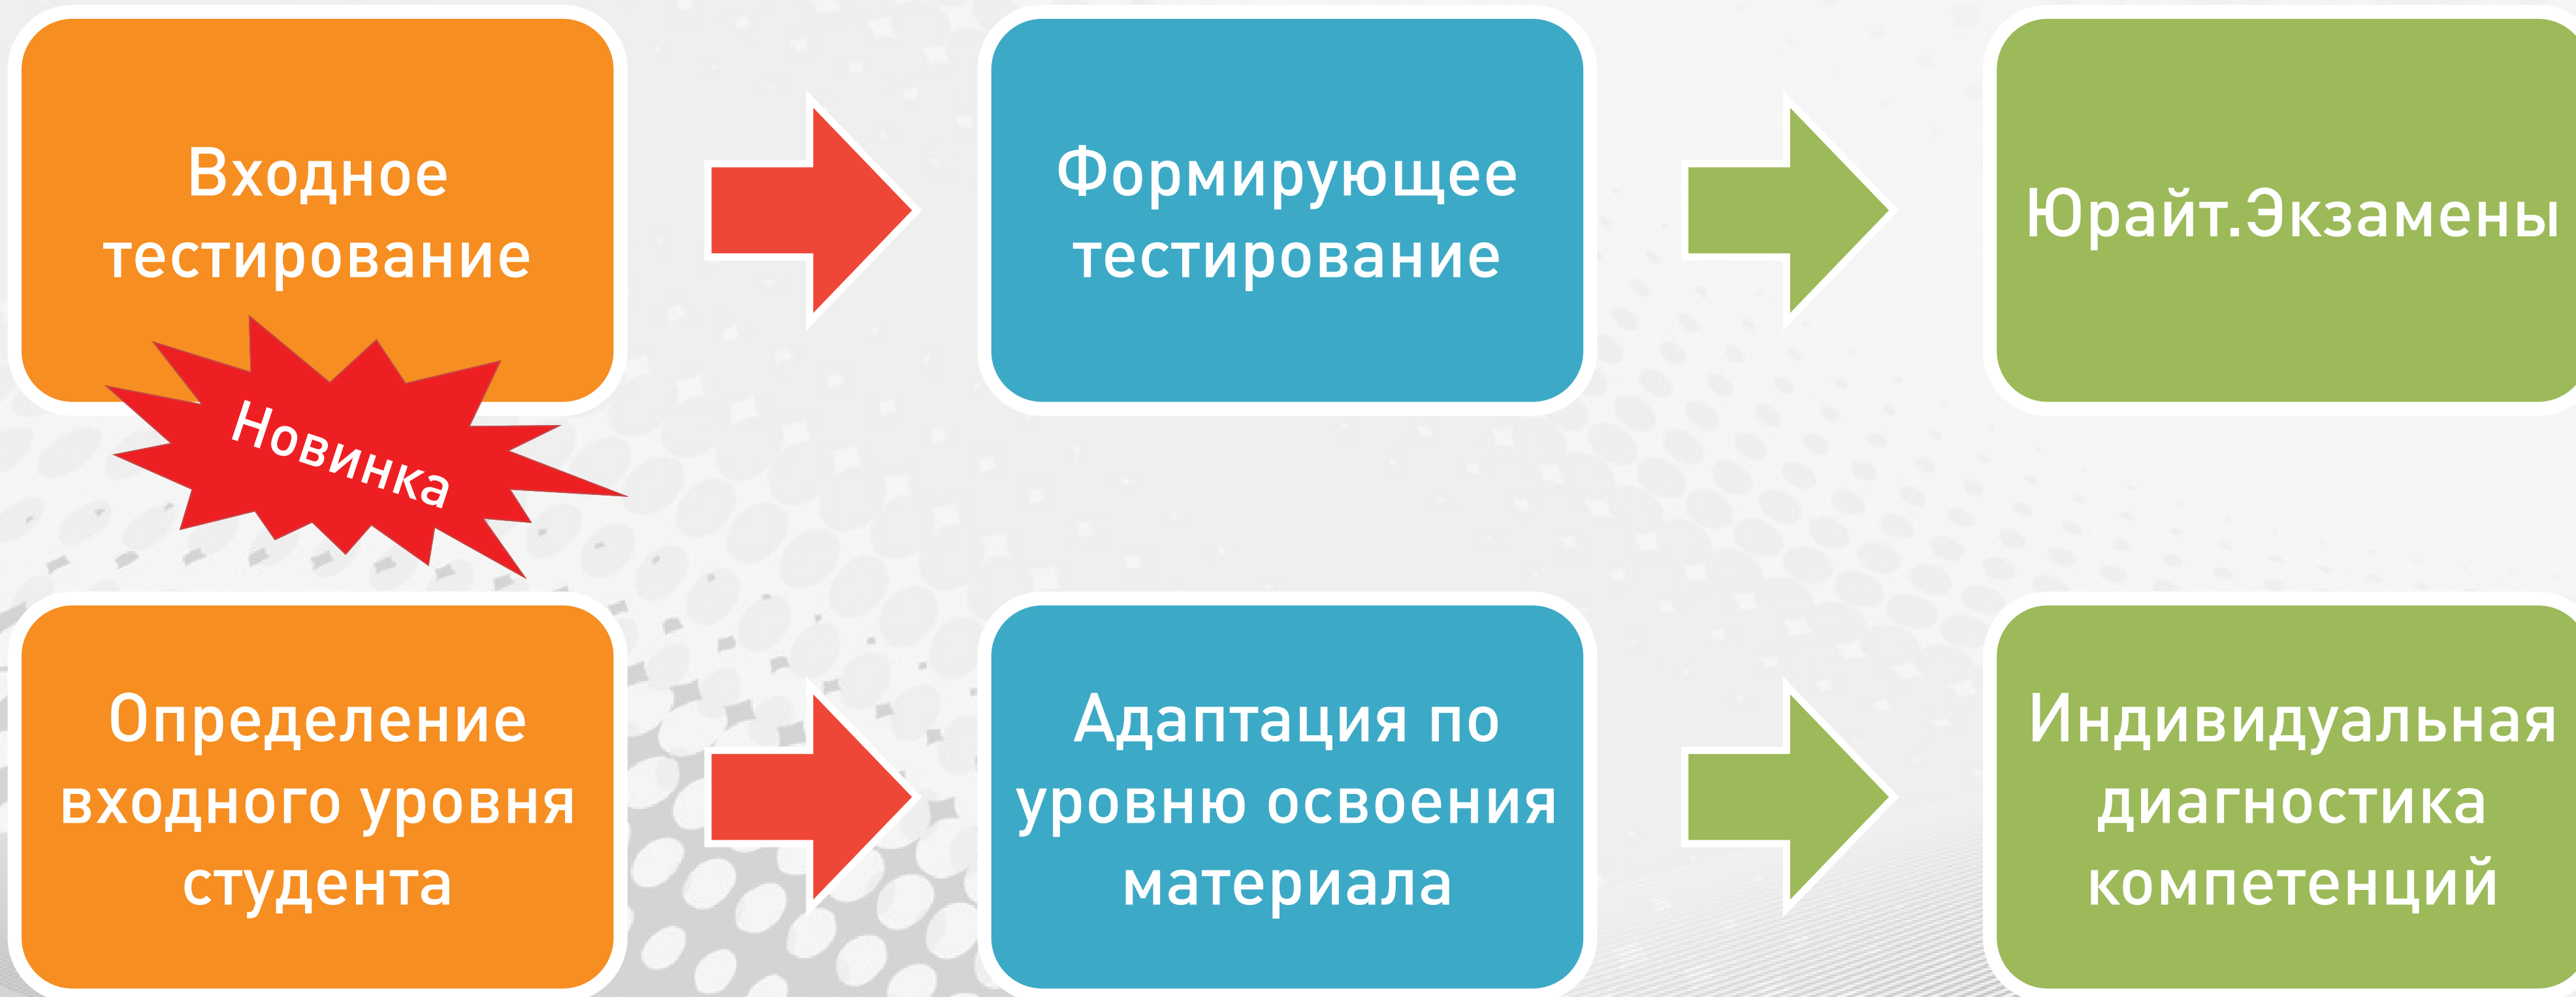 Входное
тестирование
Формирующее
тестирование
Юрайт.Экзамены
Новинка
Определение
входного уровня
студента
Адаптация по
уровню освоения
материала
Индивидуальная
диагностика
компетенций